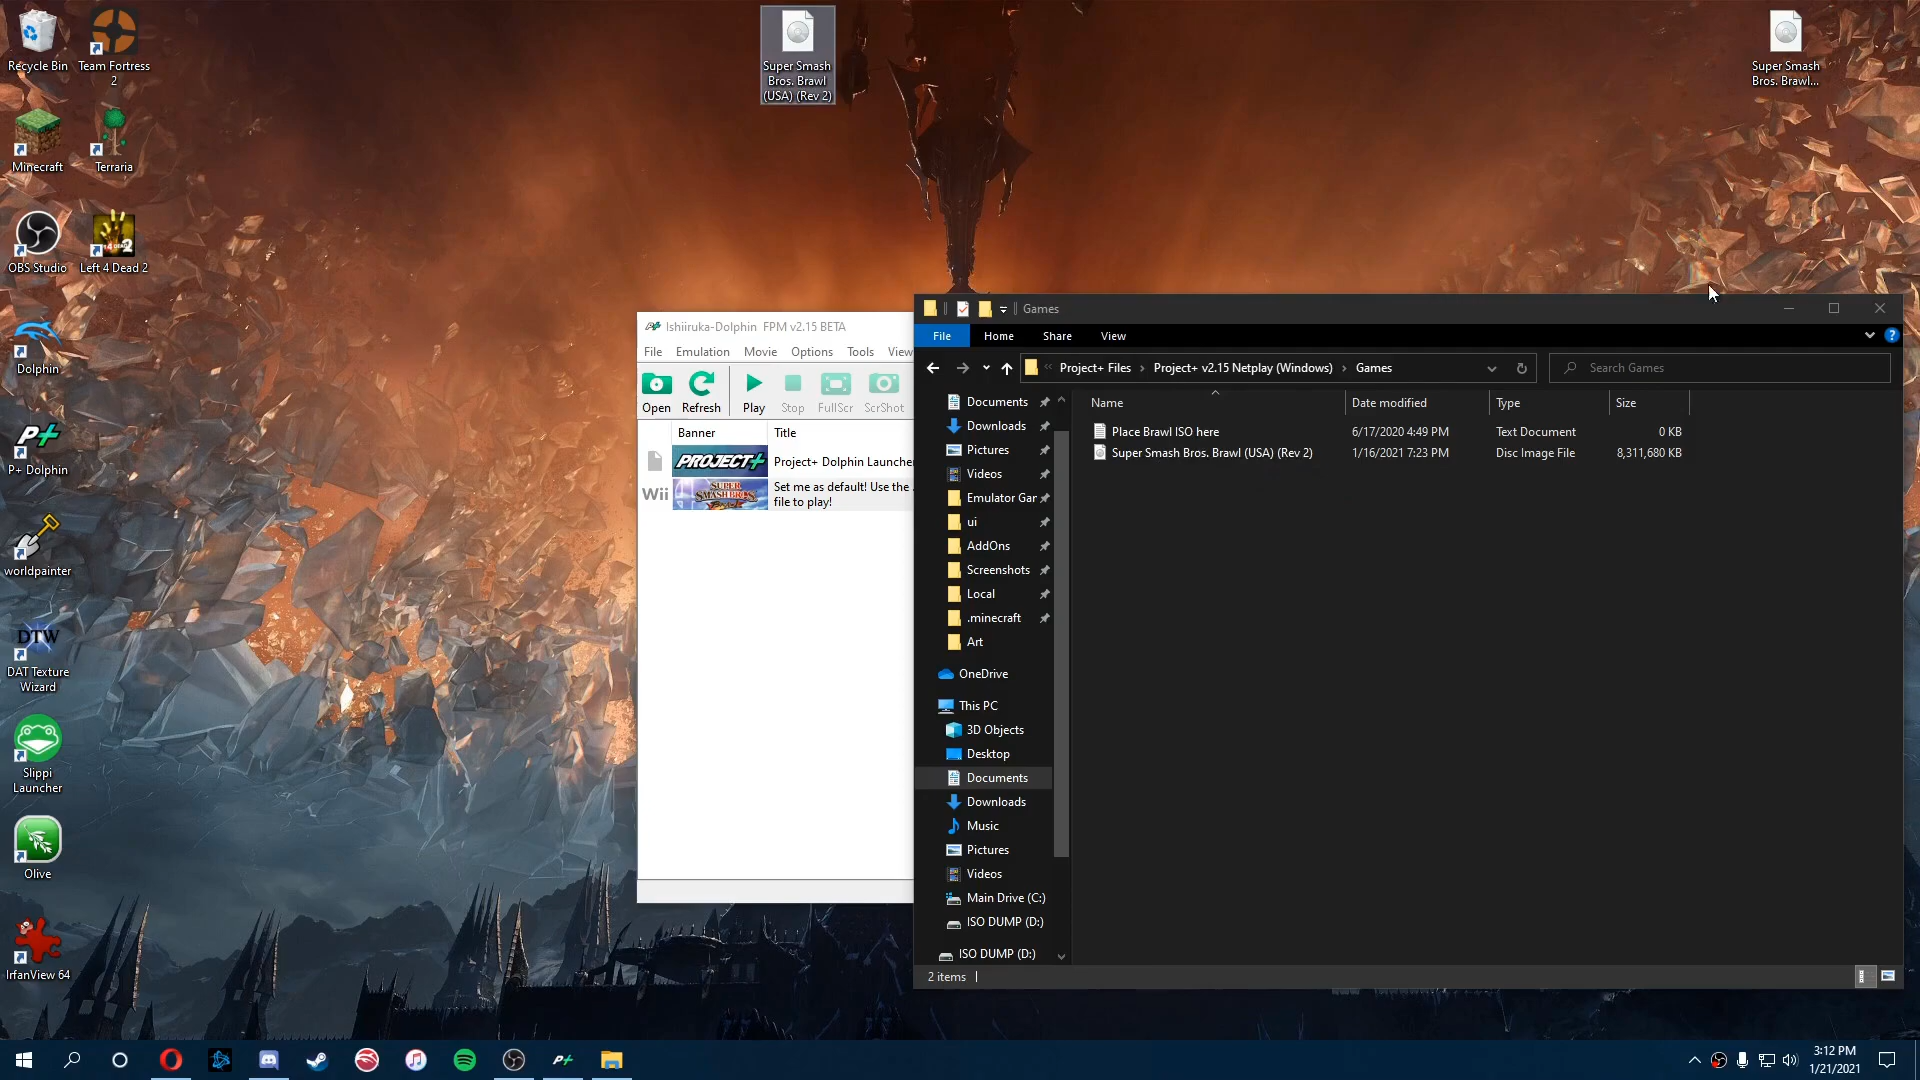 Recycle Bin
Team Fortress
2
Minecraft
Terraria
OBS Studio
Left 4 Dead 2
Dolphin
P+ Dolphin
worldpainter
DTW
DAT Texture
Wizard
Slippi
Launcher
Olive
IrfanView 64
Super Smash
Bros. Brawl
(USA) (Rev 2)
Super Smash
Bros. Brawl...
Ishiiruka-Dolphin FPM v2.15 BETA
File Emulation Movie Options Tools View
Open Refresh Play Stop FullScr ScrShot
Banner Title
PROJECT+ Project+ Dolphin Launcher
Wii SUPER SMASH BROS. BRAWL Set me as default! Use the
file to play!
Games
File Home Share View
Project+ Files Project+ v2.15 Netplay (Windows) Games
Search Games
Name Date modified Type Size
Place Brawl ISO here 6/17/2020 4:49 PM Text Document 0 KB
Super Smash Bros. Brawl (USA) (Rev 2) 1/16/2021 7:23 PM Disc Image File 8,311,680 KB
Documents
Downloads
Pictures
Videos
Emulator Gar
ui
AddOns
Screenshots
Local
.minecraft
Art
OneDrive
This PC
3D Objects
Desktop
Documents
Downloads
Music
Pictures
Videos
Main Drive (C:)
ISO DUMP (D:)
ISO DUMP (D:)
2 items
P+
3:12 PM
1/21/2021